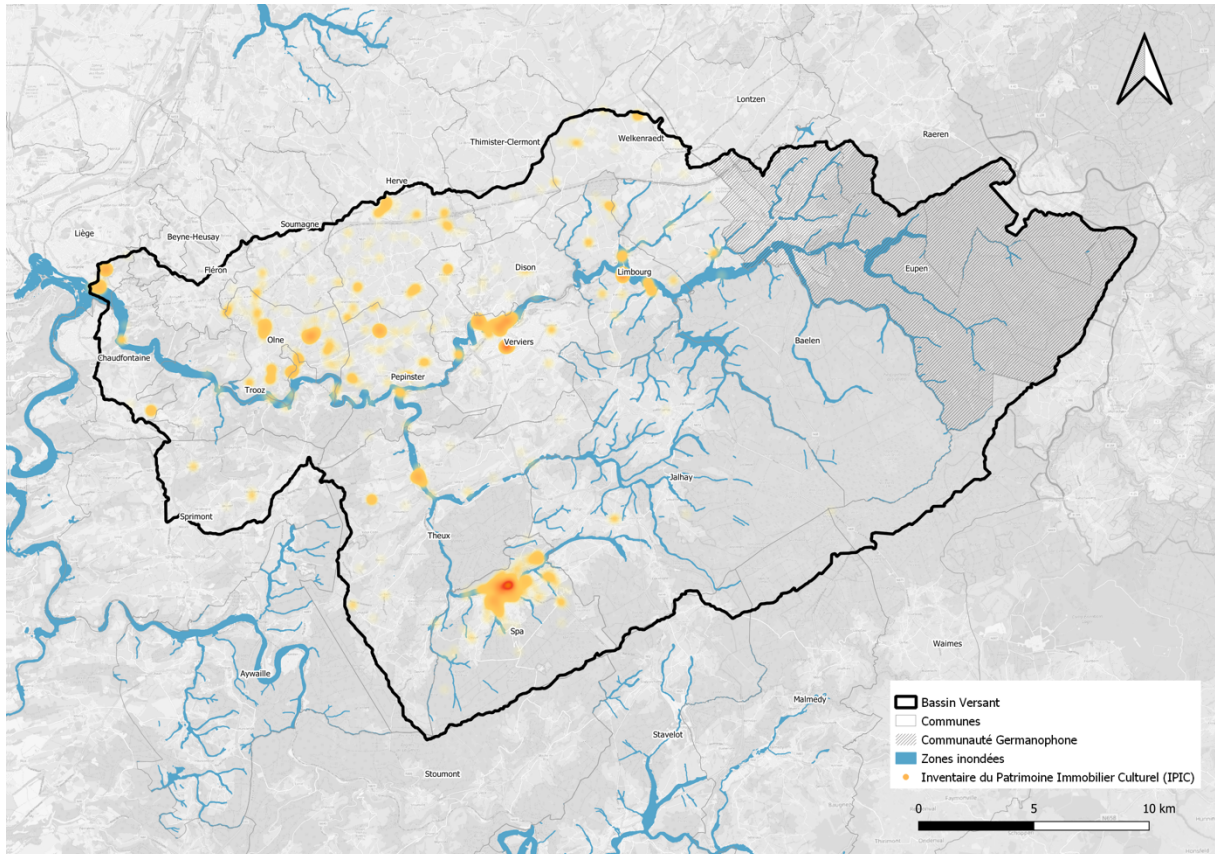 Lontzen
Raeren
Thimister-Clermont
Welkenraedt
Herve
Soumagne
Liège
Beyne-Heusay
Fléron
Dison
Limbourg
Eupen
Olne
Verviers
Baelen
Chaudfontaine
Pepinster
Trooz
Jalhay
Sprimont
Theux
Spa
Waimes
Aywaille
Malmedy
Stavelot
Stoumont
Bassin Versant
Communes
Communauté Germanophone
Zones inondées
Inventaire du Patrimoine Immobilier Culturel (IPIC)
0 5 10 km